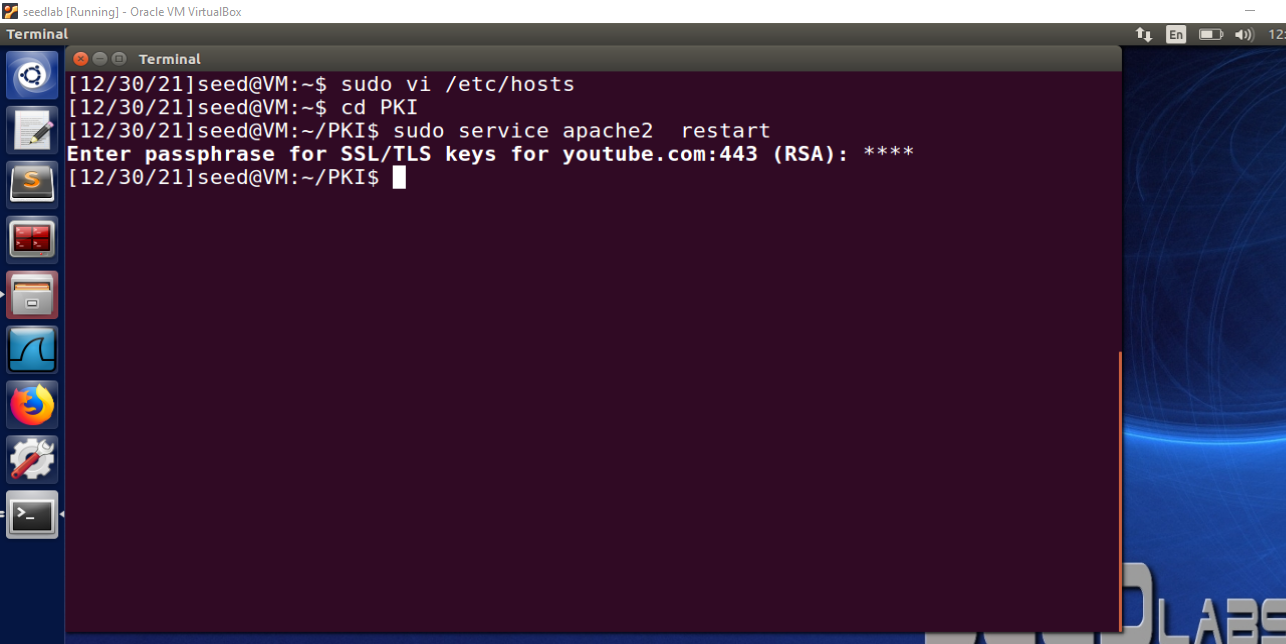 seedlab [Running] - Oracle VM VirtualBox
Terminal
En
12:
Terminal
[12/30/21]seed@VM:~$ sudo vi /etc/hosts
[12/30/21]seed@VM:~$ cd PKI
[12/30/21]seed@VM:~/PKI$ sudo service apache2  restart
Enter passphrase for SSL/TLS keys for youtube.com:443 (RSA): ****
[12/30/21]seed@VM:~/PKI$
LABS